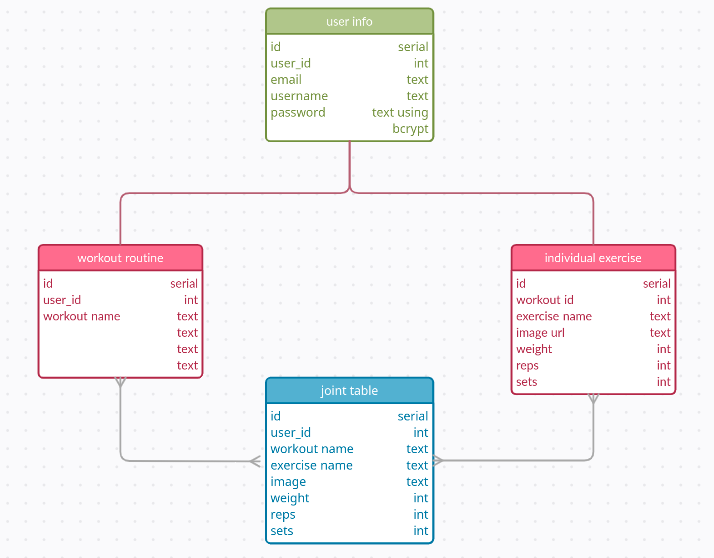 user info
id serial
user_id int
email text
username text
password text using
bcrypt
workout routine
id serial
user_id int
workout name text
text
text
text
individual exercise
id serial
workout id int
exercise name text
image url text
weight int
reps int
sets int
joint table
id serial
user_id int
workout name text
exercise name text
image text
weight int
reps int
sets int